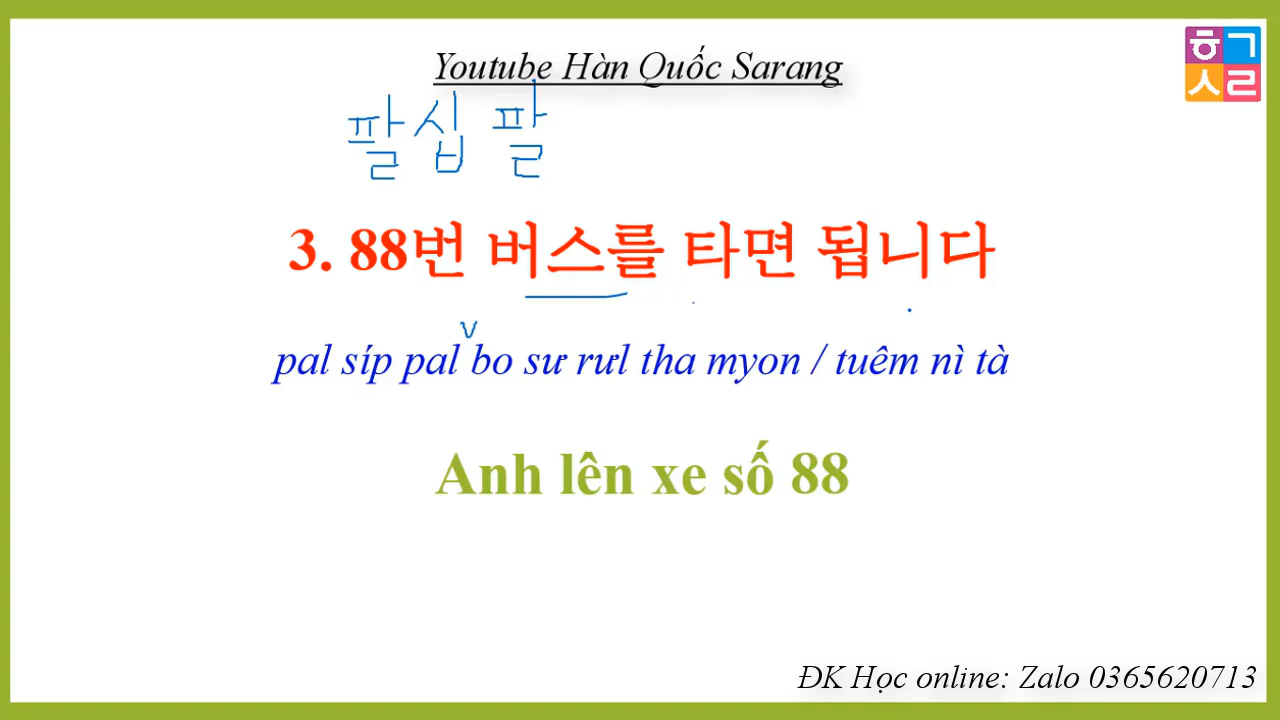 Youtube Hàn Quốc Sarang
ㅎㄱ
ㅅㄹ
팔십 팔
3. 88번 버스를 타면 됩니다
v
pal síp pal bo sư rưl tha myon / tuêm nì tà
Anh lên xe số 88
ĐK Học online: Zalo 0365620713